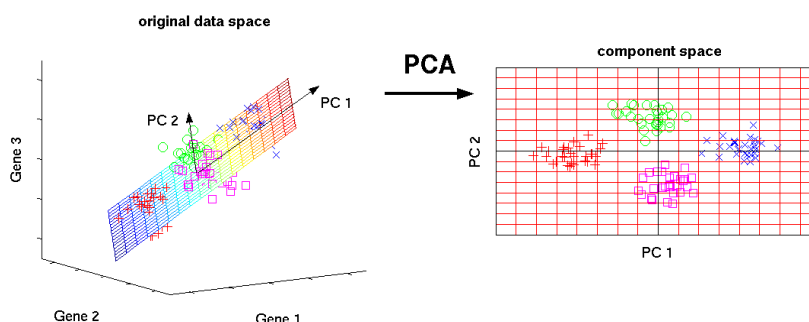 original data space
PCA
component space
PC 1
PC 2
Gene 3
Gene 2
Gene 1
PC 2
PC 1